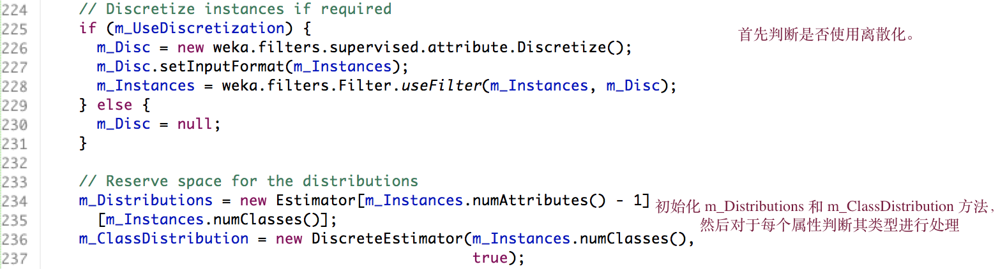 224 // Discretize instances if required
225 if (m_UseDiscretization) { 首先判断是否使用离散化。
226 m_Disc = new weka.filters.supervised.attribute.Discretize();
227 m_Disc.setInputFormat(m_Instances);
228 m_Instances = weka.filters.Filter.useFilter(m_Instances, m_Disc);
229 } else {
230 m_Disc = null;
231 }
232
233 // Reserve space for the distributions
234 m_Distributions = new Estimator[m_Instances.numAttributes() - 1] 初始化 m_Distributions 和 m_ClassDistribution 方法,
235 [m_Instances.numClasses()]; 然后对于每个属性判断其类型进行处理
236 m_ClassDistribution = new DiscreteEstimator(m_Instances.numClasses(),
237 true);